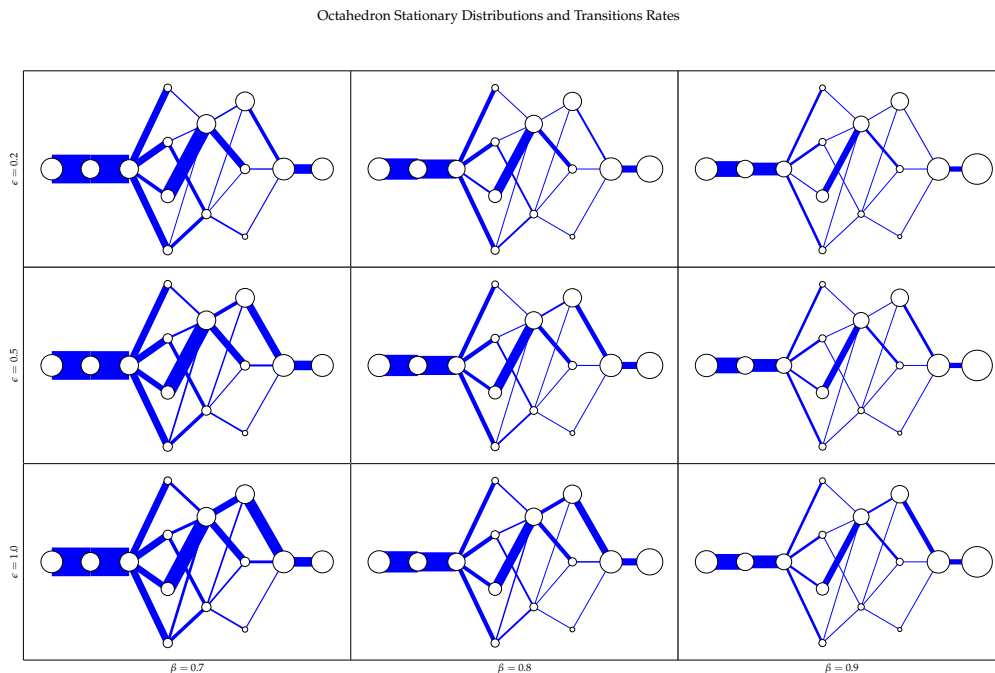 Octahedron Stationary Distributions and Transitions Rates
ϵ = 0.2
ϵ = 0.5
ϵ = 1.0
β = 0.7
β = 0.8
β = 0.9